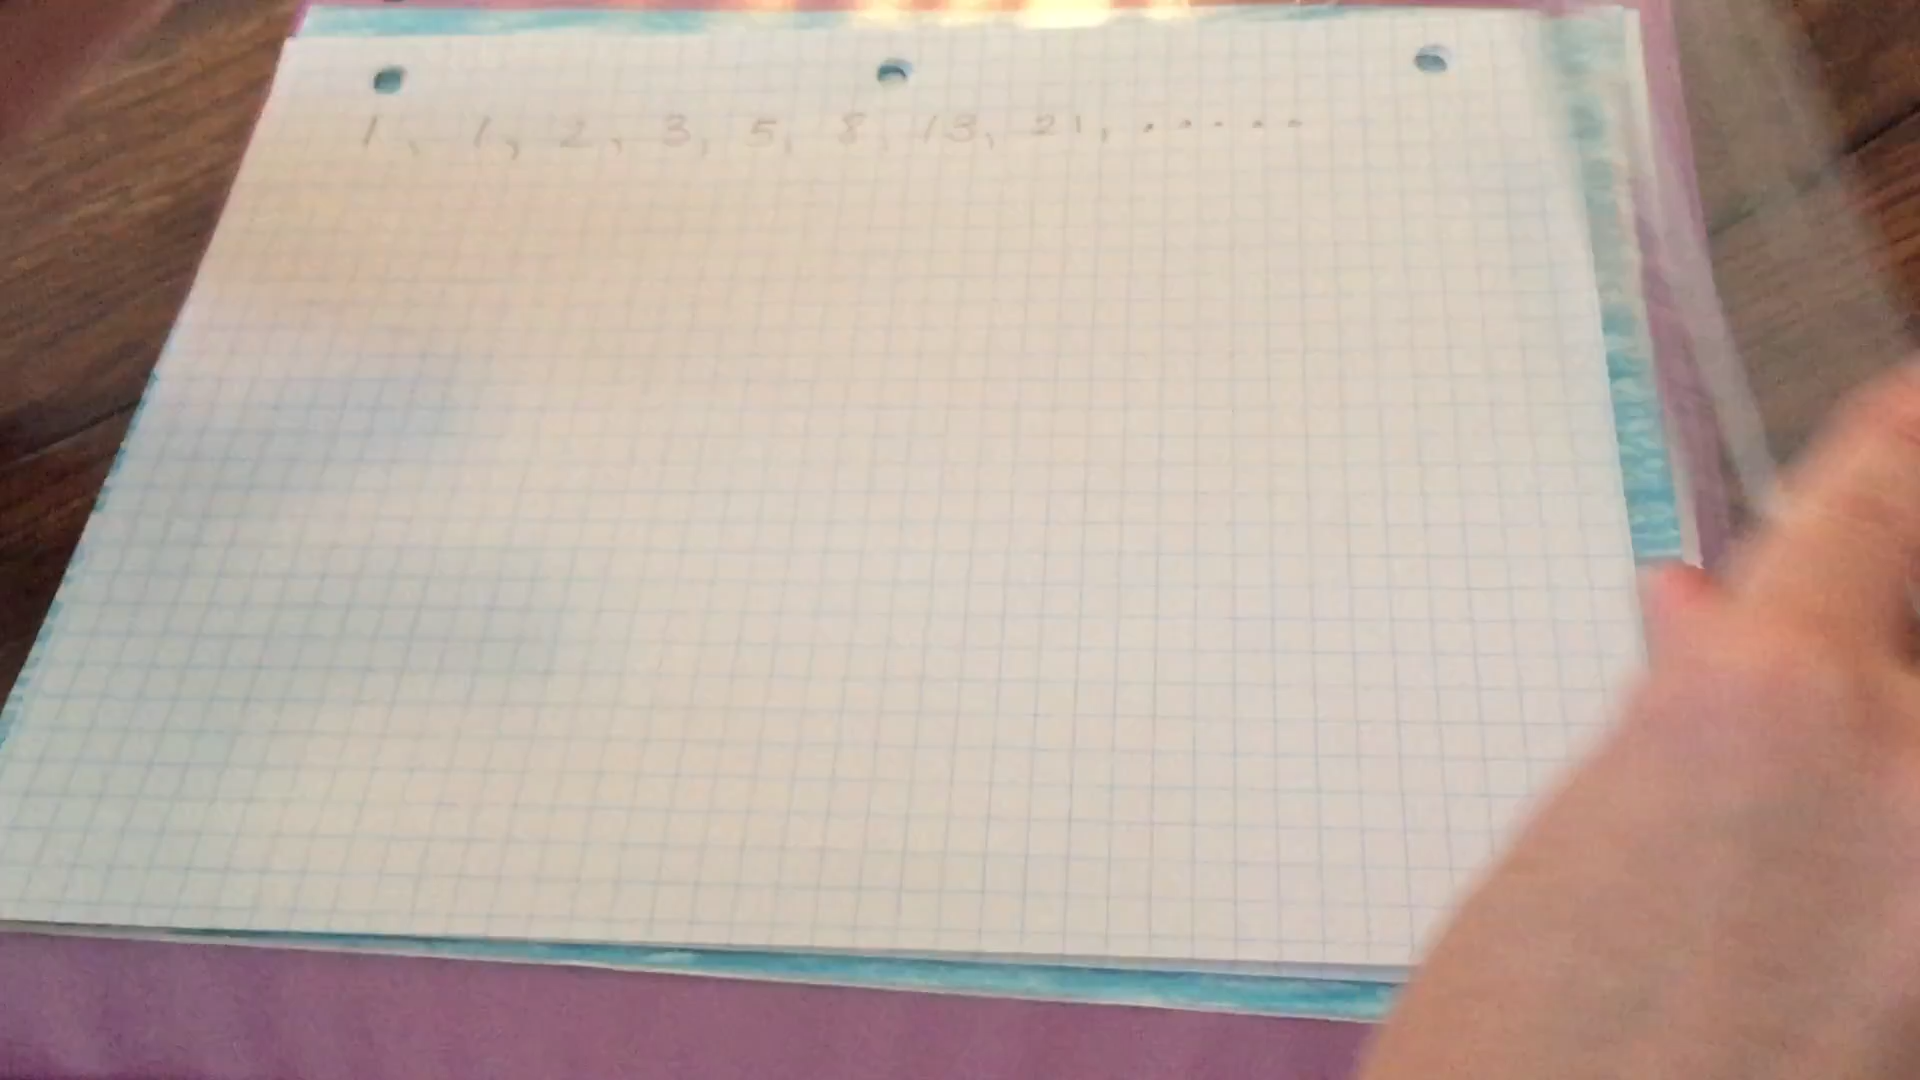 1, 1, 2, 3, 5, 8, 13, 21, .....